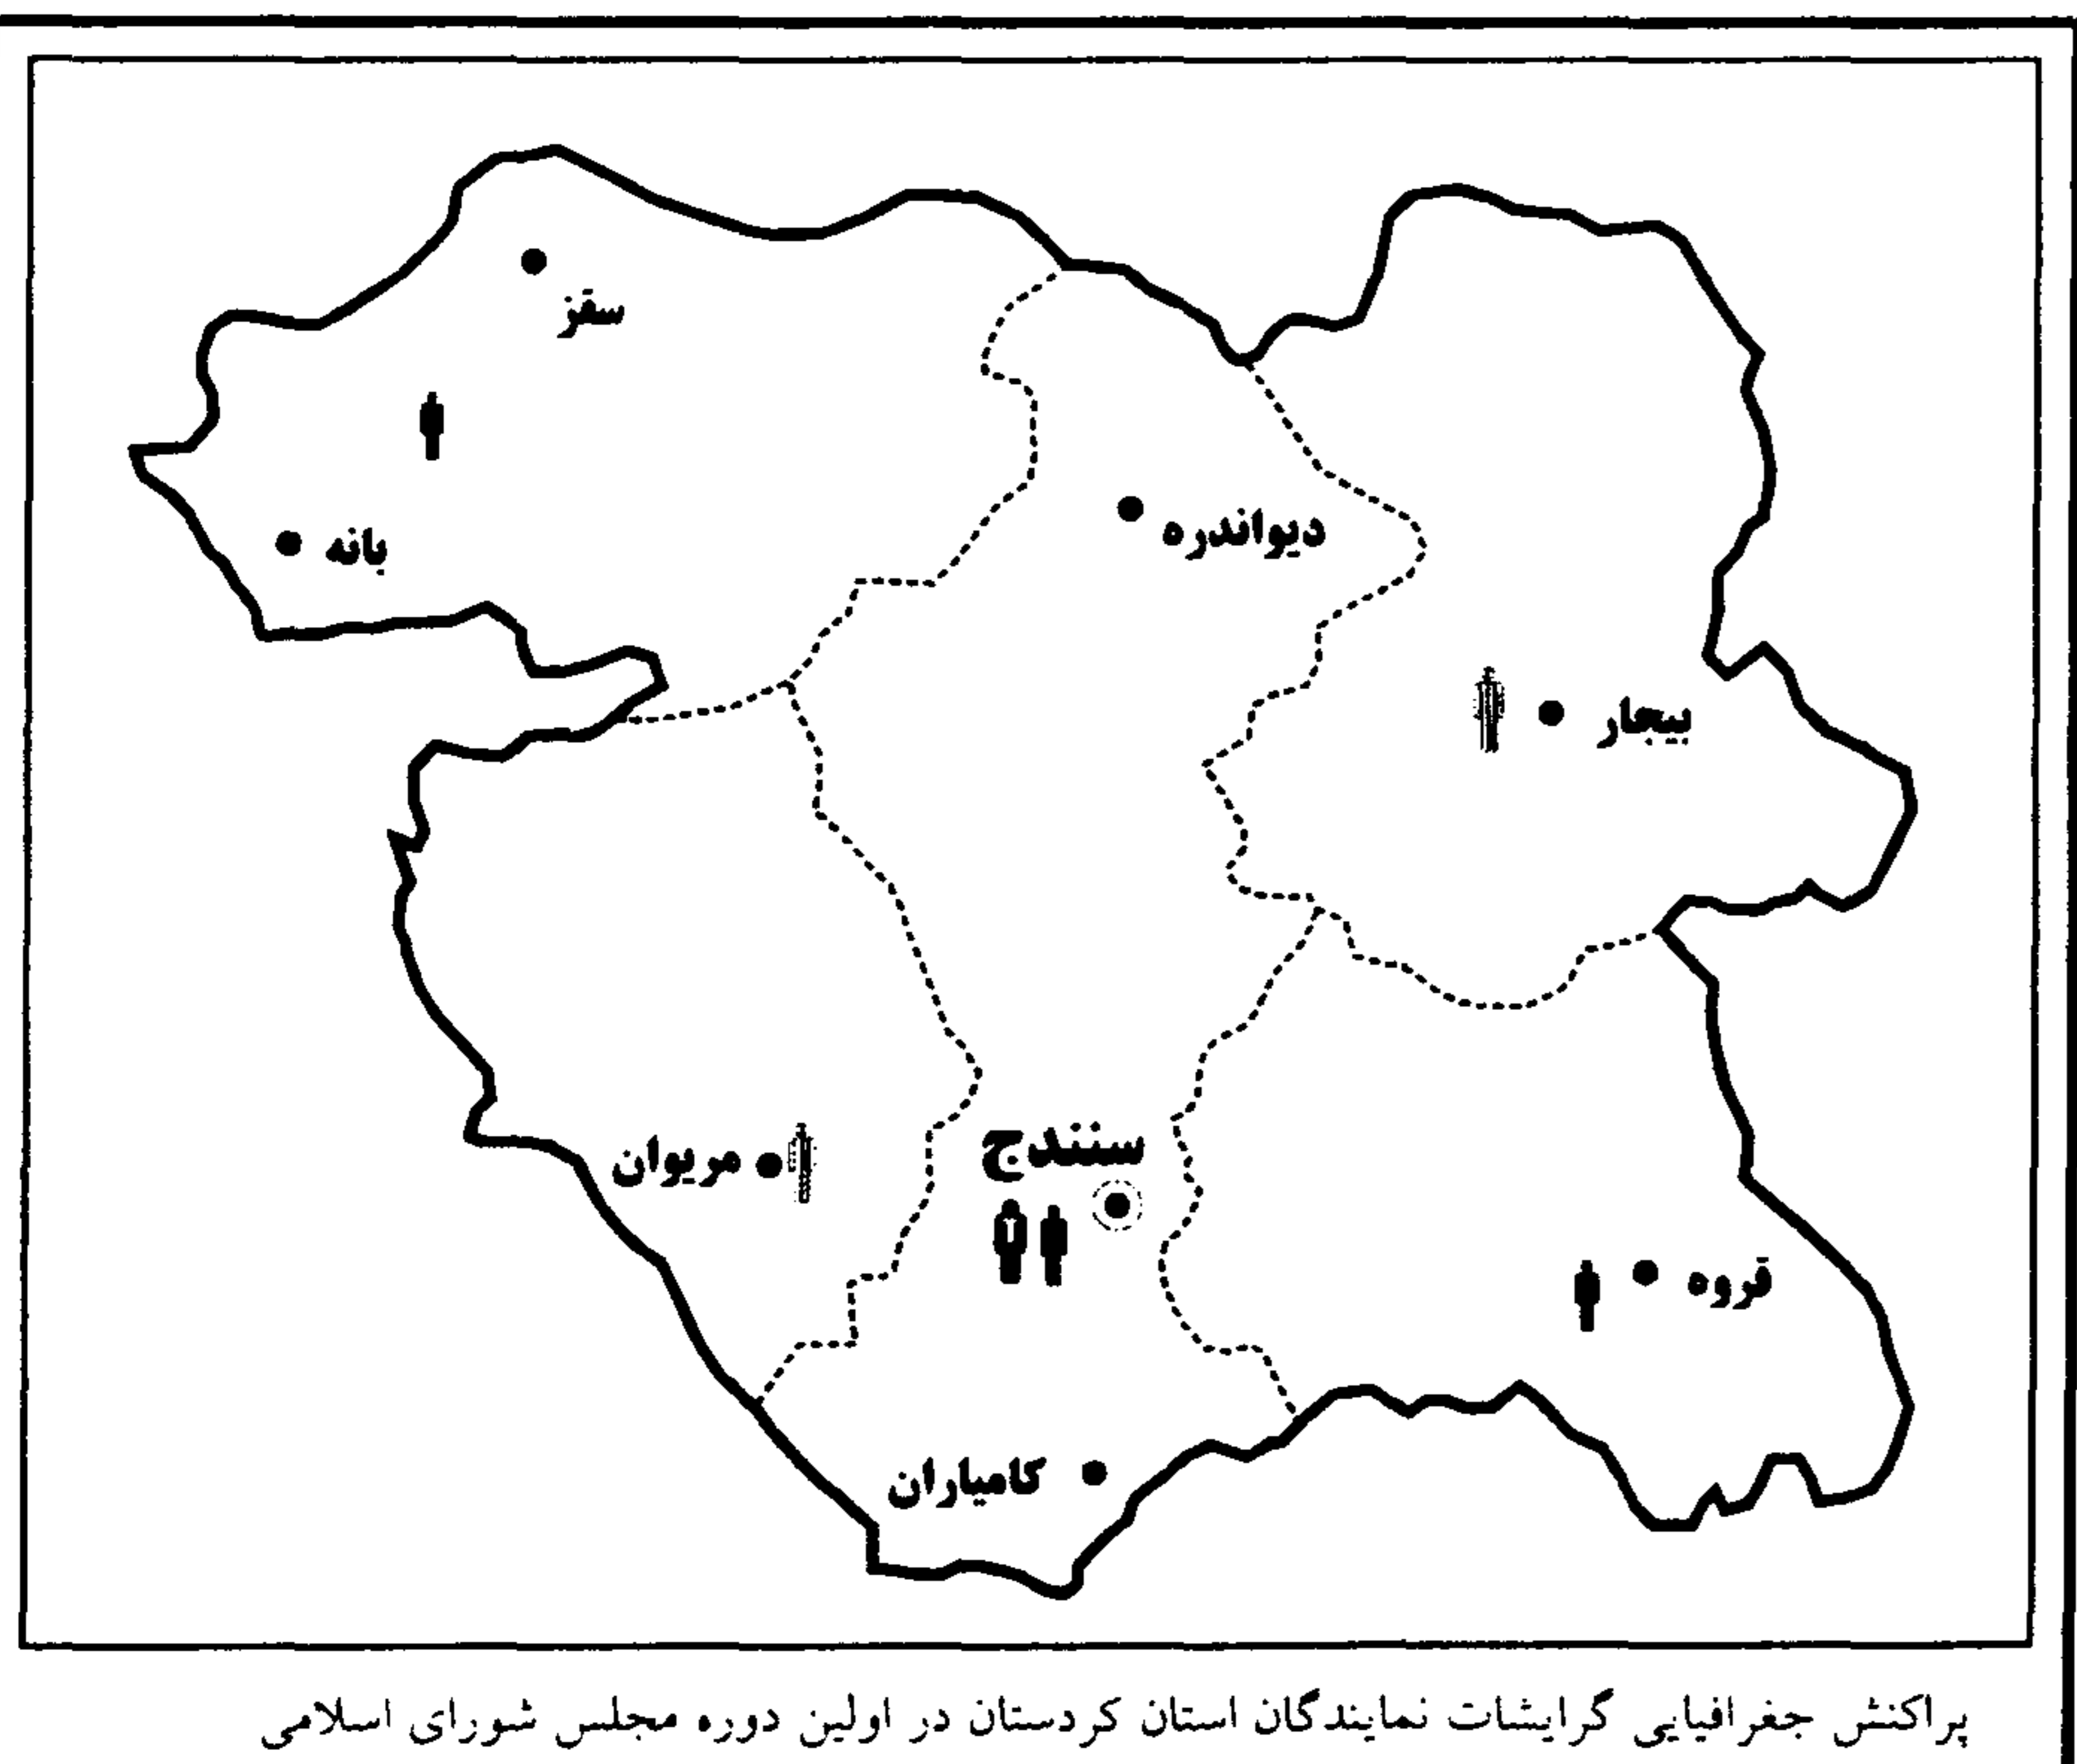 سقز
بانه
دیواندره
بیجار
مریوان
سنندج
قروه
کامیاران
پراکنش جغرافیایی گرایشات نمایندگان استان کردستان در اولین دوره مجلس شورای اسلامی